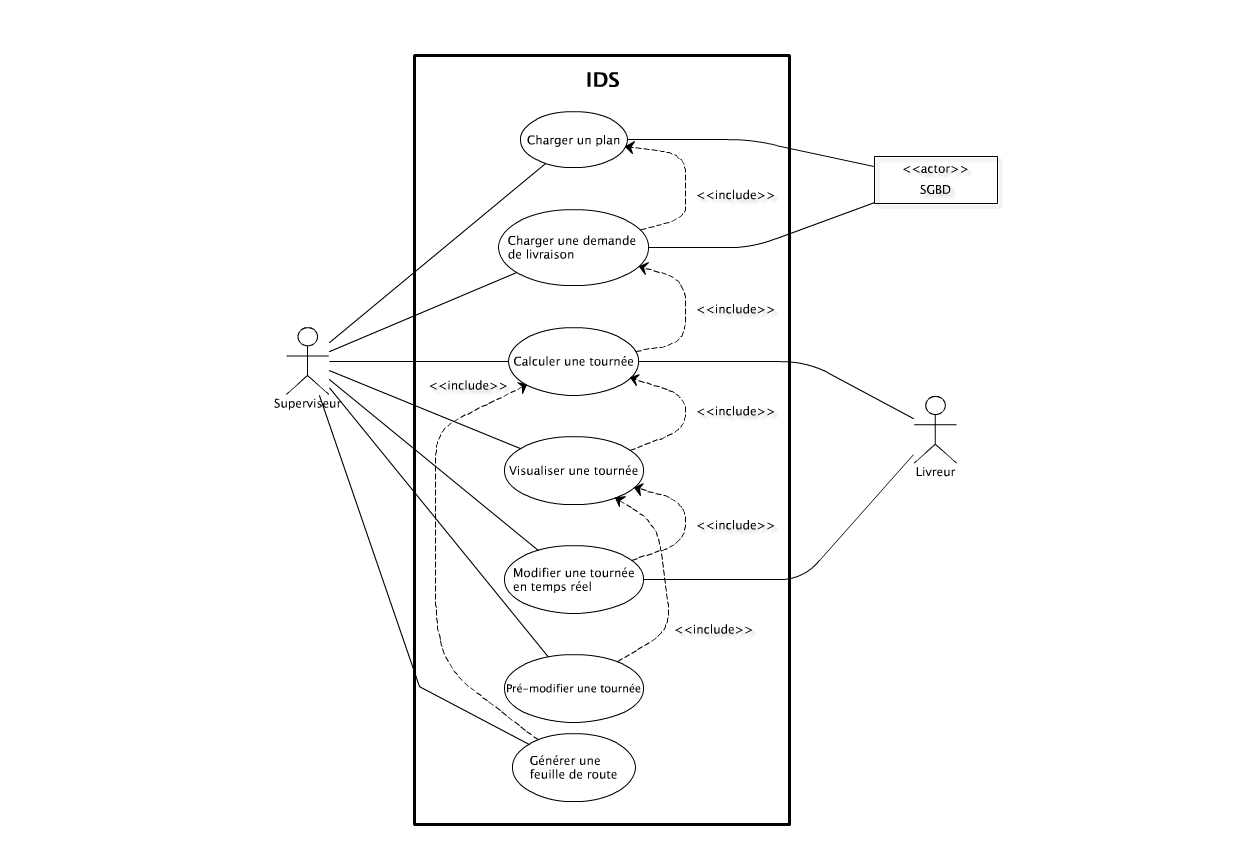 IDS
Charger un plan
<<actor>>
SGBD
<<include>>
Charger une demande
de livraison
<<include>>
Calculer une tournée
<<include>>
Superviseur
<<include>>
Visualiser une tournée
Livreur
<<include>>
Modifier une tournée
en temps réel
<<include>>
Pré-modifier une tournée
Générer une
feuille de route